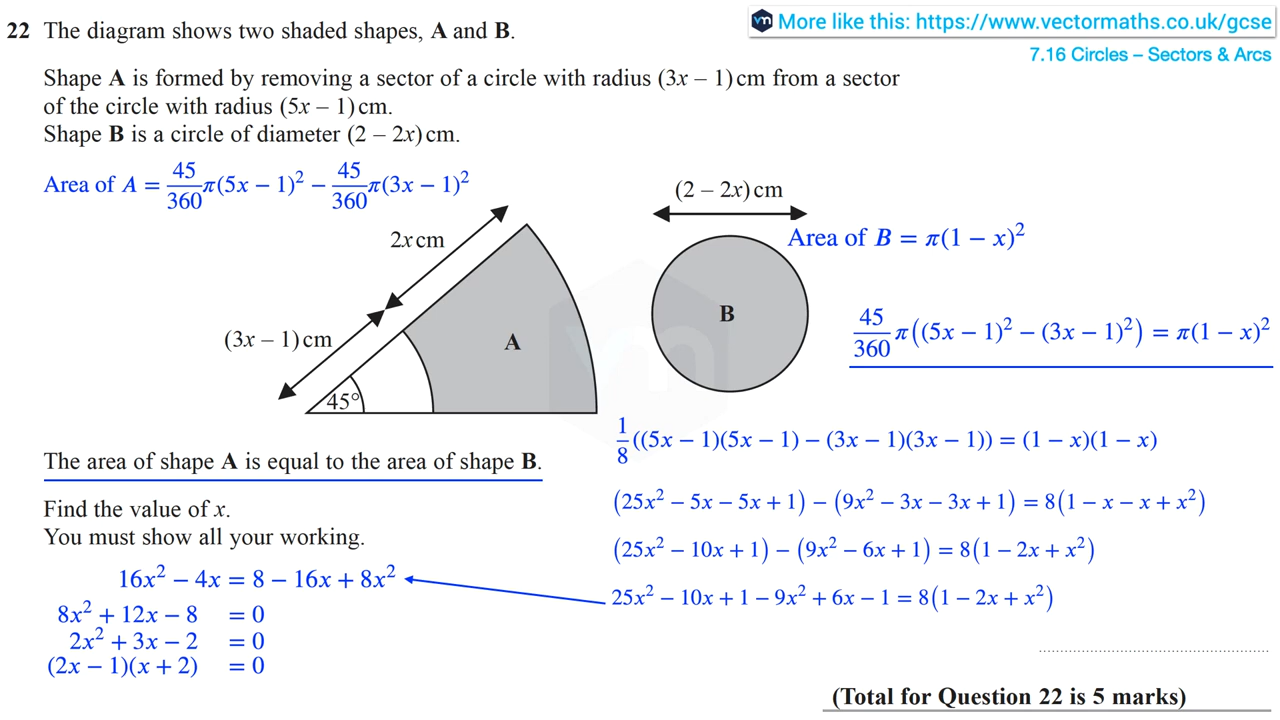 22 The diagram shows two shaded shapes, A and B.
vm More like this: https://www.vectormaths.co.uk/gcse
7.16 Circles – Sectors & Arcs
Shape A is formed by removing a sector of a circle with radius (3x – 1) cm from a sector
of the circle with radius (5x – 1) cm.
Shape B is a circle of diameter (2 – 2x) cm.
Area of A = 45/360 π(5x − 1)² − 45/360 π(3x − 1)²
(2 – 2x) cm
2x cm
Area of B = π(1 − x)²
B
(3x – 1) cm
A
45°
vm
45/360 π((5x − 1)² − (3x − 1)²) = π(1 − x)²
1/8 ((5x − 1)(5x − 1) − (3x − 1)(3x − 1)) = (1 − x)(1 − x)
The area of shape A is equal to the area of shape B.
(25x² − 5x − 5x + 1) − (9x² − 3x − 3x + 1) = 8(1 − x − x + x²)
Find the value of x.
You must show all your working.
(25x² − 10x + 1) − (9x² − 6x + 1) = 8(1 − 2x + x²)
25x² − 10x + 1 − 9x² + 6x − 1 = 8(1 − 2x + x²)
16x² − 4x = 8 − 16x + 8x²
8x² + 12x − 8 = 0
2x² + 3x − 2 = 0
(2x − 1)(x + 2) = 0
(Total for Question 22 is 5 marks)